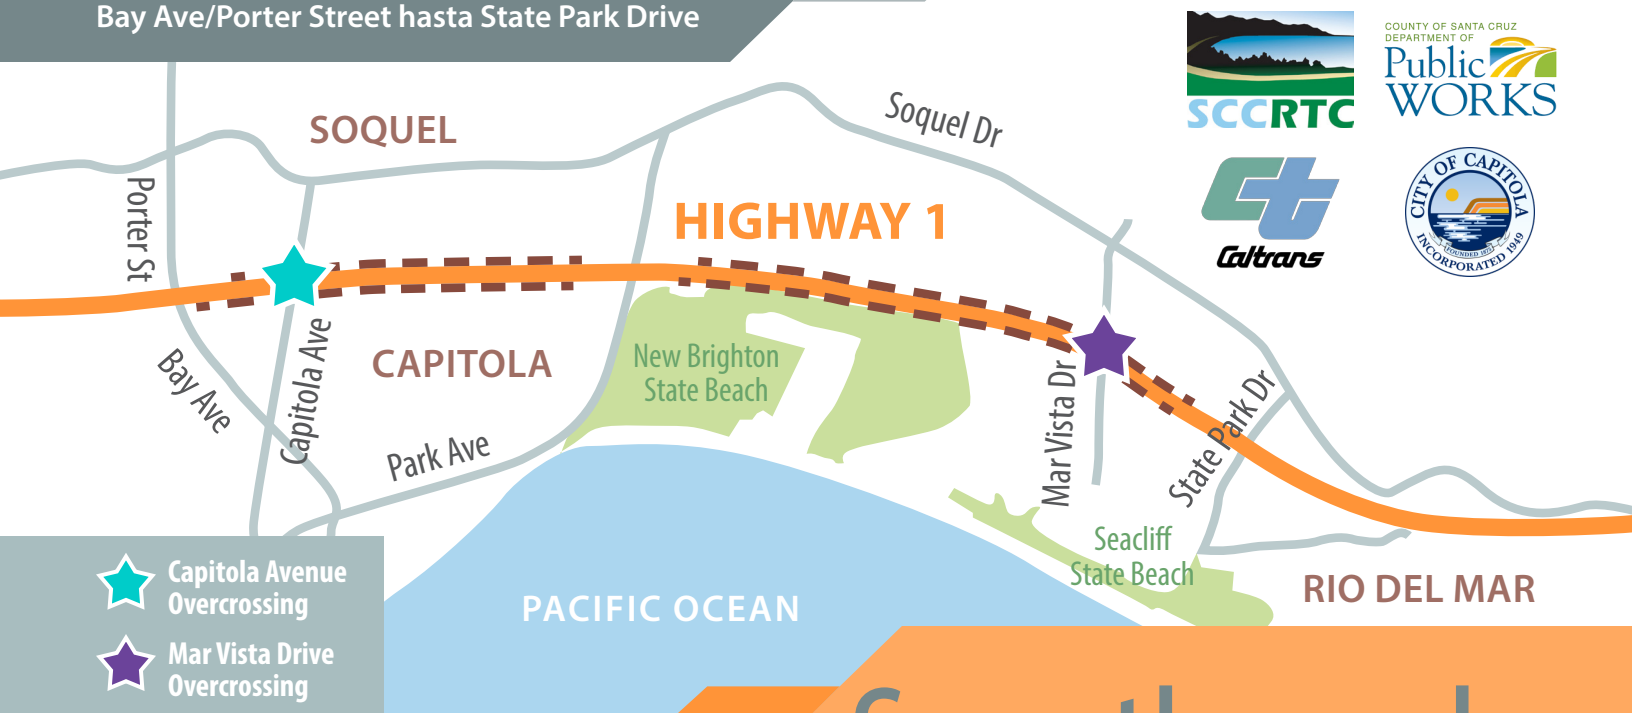 Bay Ave/Porter Street hasta State Park Drive
SCCRTC
COUNTY OF SANTA CRUZ
DEPARTMENT OF
Public
WORKS
Caltrans
CITY OF CAPITOLA
FOUNDED 1874
INCORPORATED 1949
SOQUEL
Soquel Dr
Porter St
HIGHWAY 1
Bay Ave
Capitola Ave
CAPITOLA
New Brighton
State Beach
Park Ave
Mar Vista Dr
State Park Dr
Seacliff
State Beach
RIO DEL MAR
PACIFIC OCEAN
Capitola Avenue
Overcrossing
Mar Vista Drive
Overcrossing